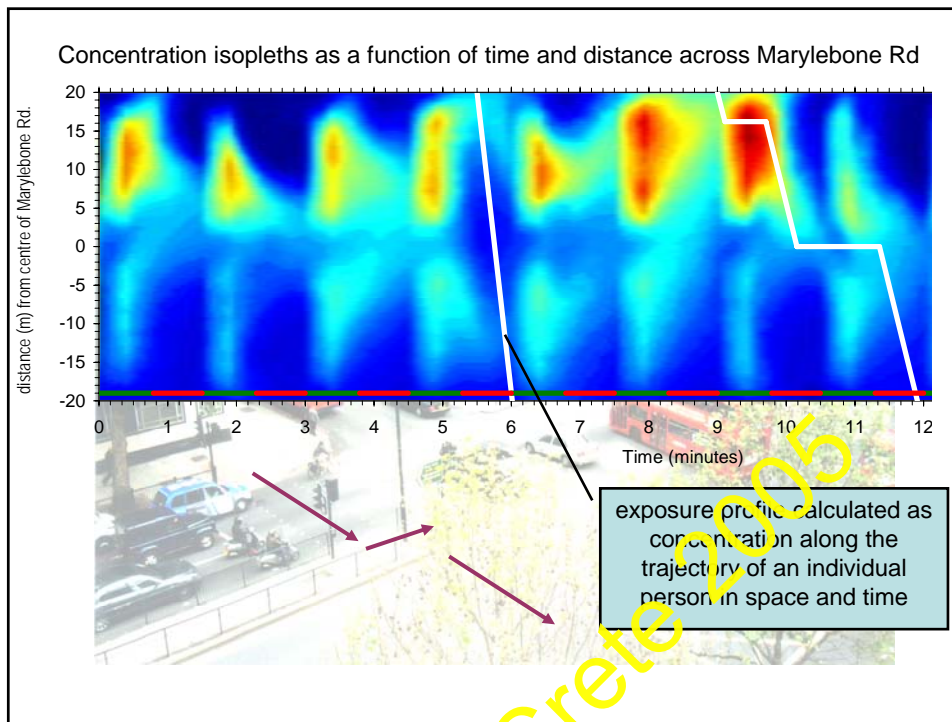 Concentration isopleths as a function of time and distance across Marylebone Rd
distance (m) from centre of Marylebone Rd.
20
15
10
5
0
-5
-10
-15
-20
0 1 2 3 4 5 6 7 8 9 10 11 12
Time (minutes)
exposure profile calculated as
concentration along the
trajectory of an individual
person in space and time
Crete 2005